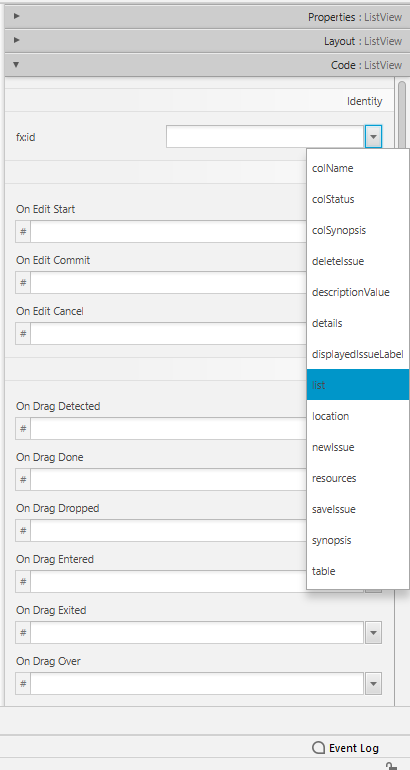 Properties : ListView
Layout : ListView
Code : ListView
Identity
fx:id
colName
colStatus
colSynopsis
deleteIssue
descriptionValue
details
displayedIssueLabel
list
location
newIssue
resources
saveIssue
synopsis
table
On Edit Start
#
On Edit Commit
#
On Edit Cancel
#
On Drag Detected
#
On Drag Done
#
On Drag Dropped
#
On Drag Entered
#
On Drag Exited
#
On Drag Over
#
Event Log